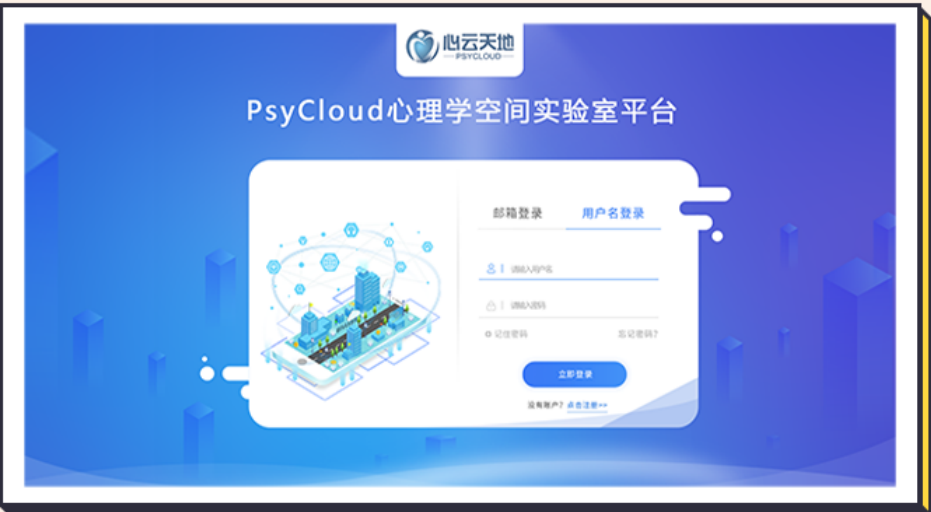 心云天地
PSYCLOUD
PsyCloud心理学空间实验室平台
邮箱登录 用户名登录
请输入用户名
请输入密码
记住密码 忘记密码?
立即登录
没有账户? 点击注册>>